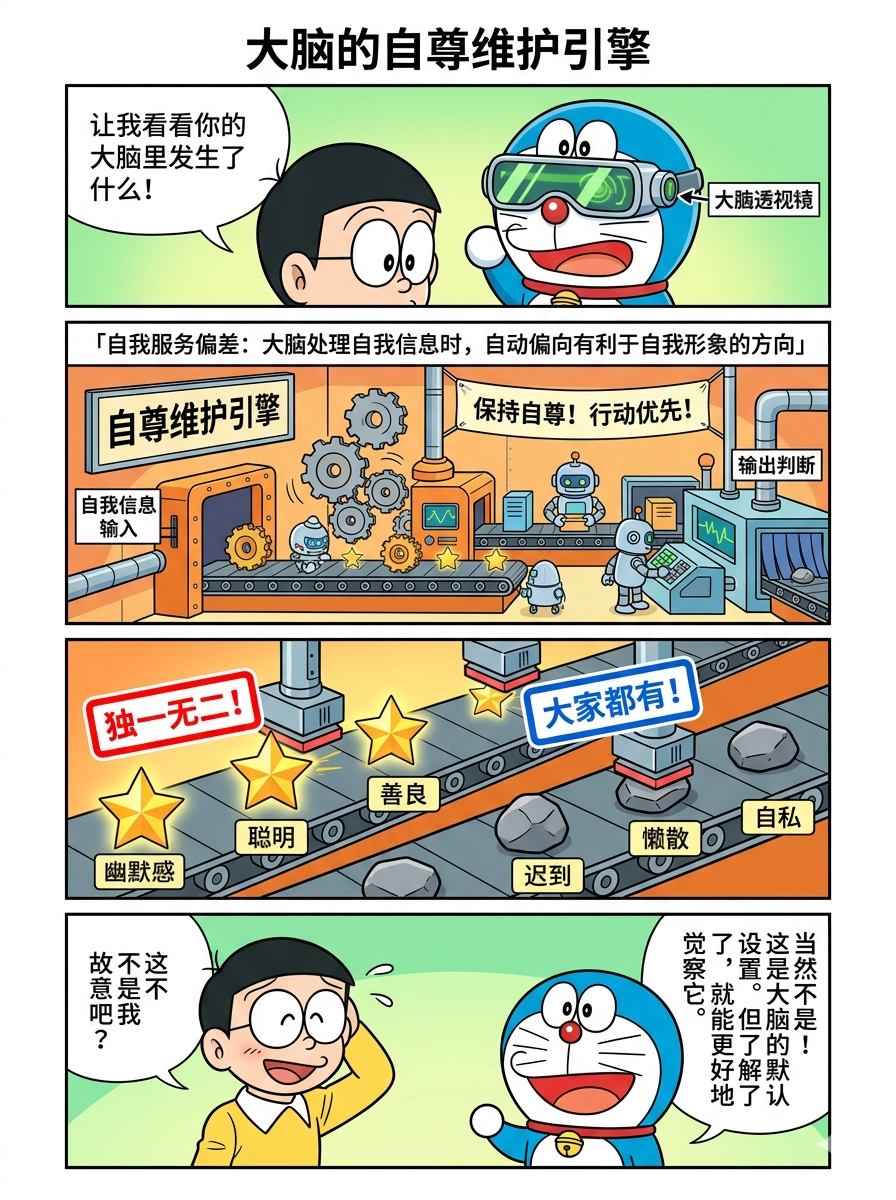 大脑的自尊维护引擎
让我看看你的
大脑里发生了
什么！
大脑透视镜
「自我服务偏差：大脑处理自我信息时，自动偏向有利于自我形象的方向」
自尊维护引擎
保持自尊！行动优先！
输出判断
自我信息
输入
独一无二！
大家都有！
善良
聪明
幽默感
自私
懒散
迟到
这不
不是我
故意吧？
当然不是！
这是大脑的默认
设置。但了解了
了，就能更好地
觉察它。